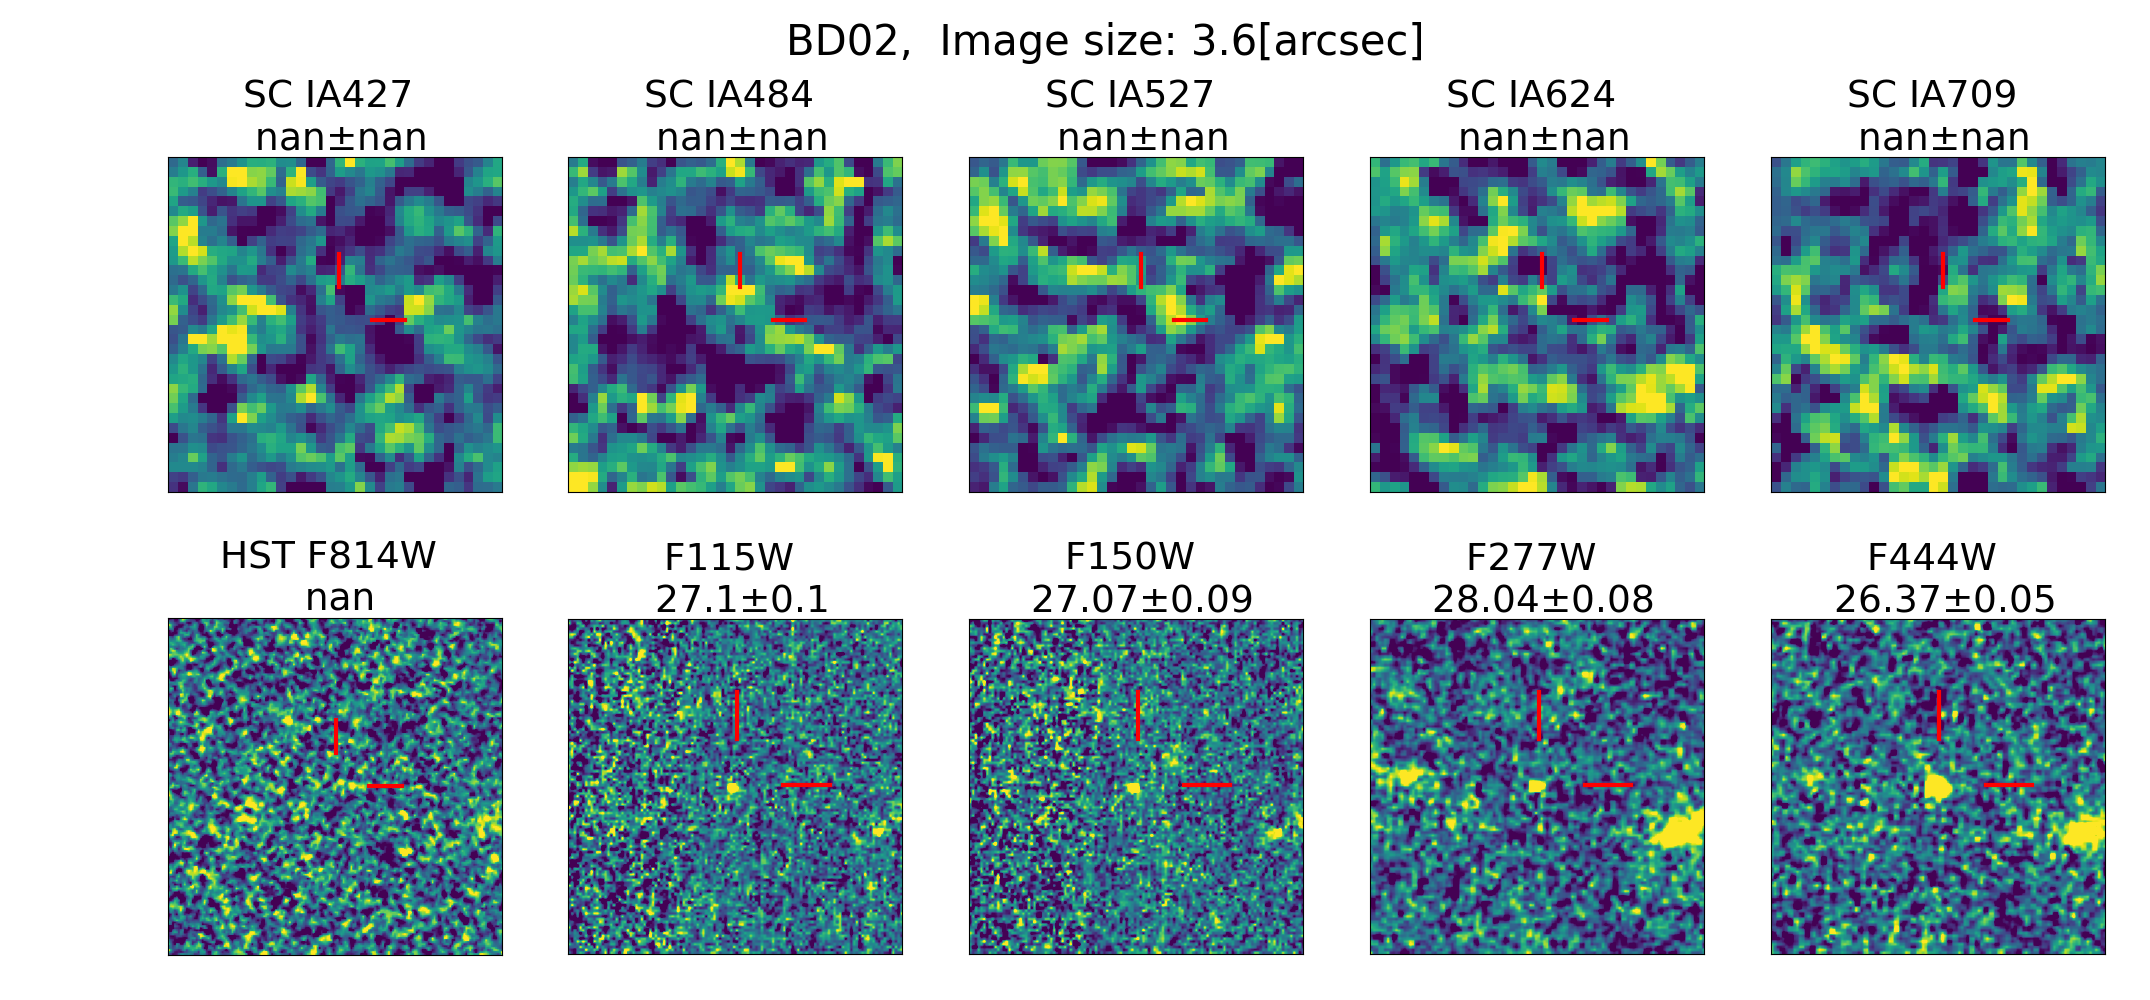 BD02,  Image size: 3.6[arcsec]
SC IA427
nan±nan
SC IA484
nan±nan
SC IA527
nan±nan
SC IA624
nan±nan
SC IA709
nan±nan
HST F814W
nan
F115W
27.1±0.1
F150W
27.07±0.09
F277W
28.04±0.08
F444W
26.37±0.05